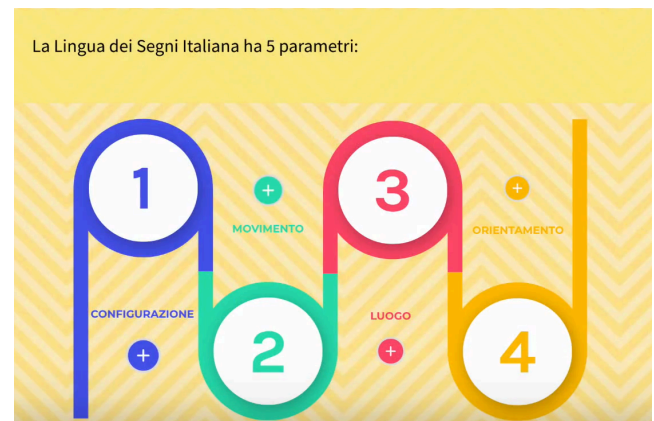 La Lingua dei Segni Italiana ha 5 parametri:
1
CONFIGURAZIONE
+
2
MOVIMENTO
+
3
LUOGO
+
4
ORIENTAMENTO
+